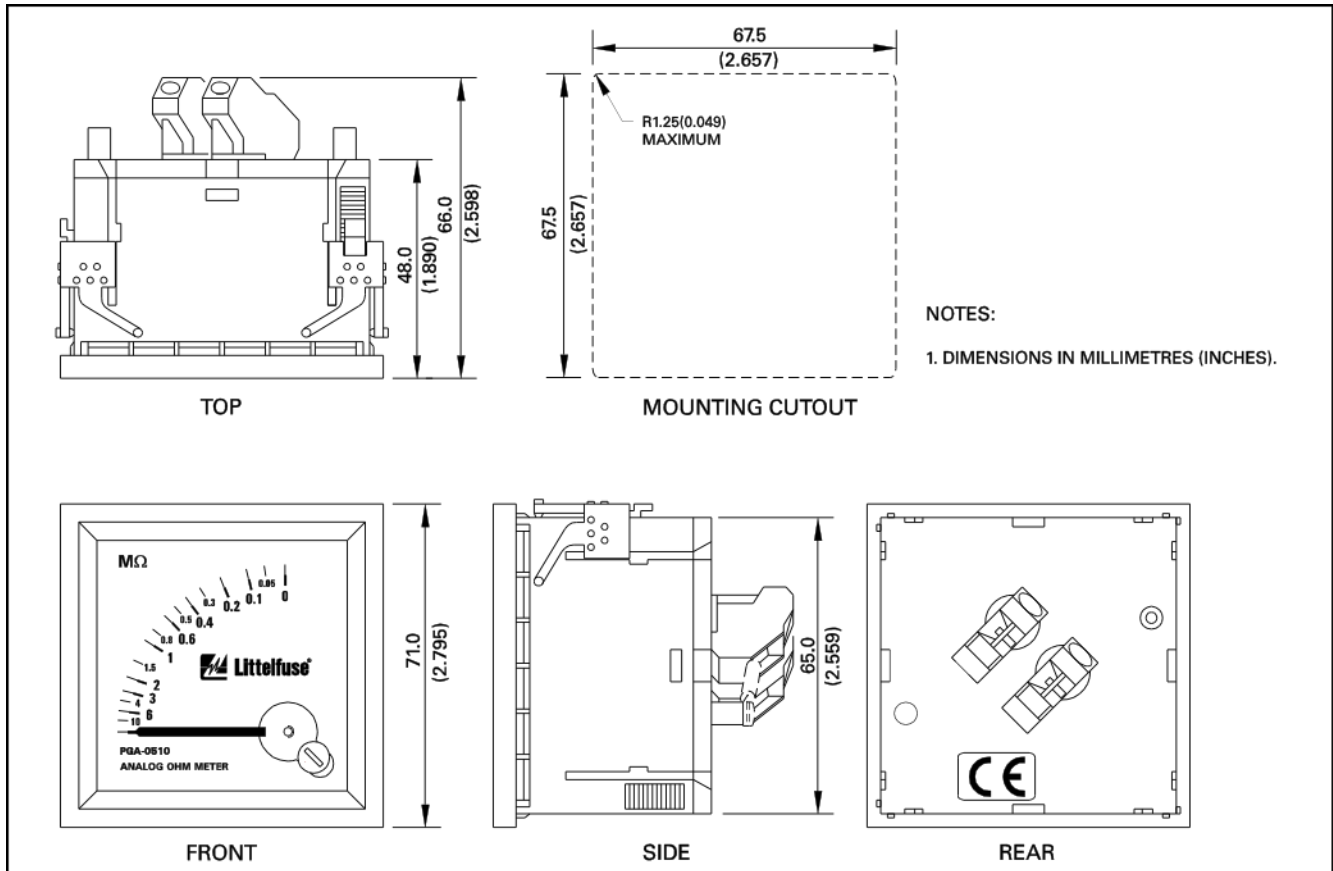 67.5
(2.657)
R1.25(0.049)
MAXIMUM
67.5
(2.657)
48.0
(1.890)
66.0
(2.598)
NOTES:
1. DIMENSIONS IN MILLIMETRES (INCHES).
TOP
MOUNTING CUTOUT
MΩ
0.3 0.2 0.1 0.05 0
0.5 0.4
0.8 0.6
1
1.5
2
3
4
6
10
Littelfuse®
PGA-0510
ANALOG OHM METER
71.0
(2.795)
65.0
(2.559)
CE
FRONT
SIDE
REAR